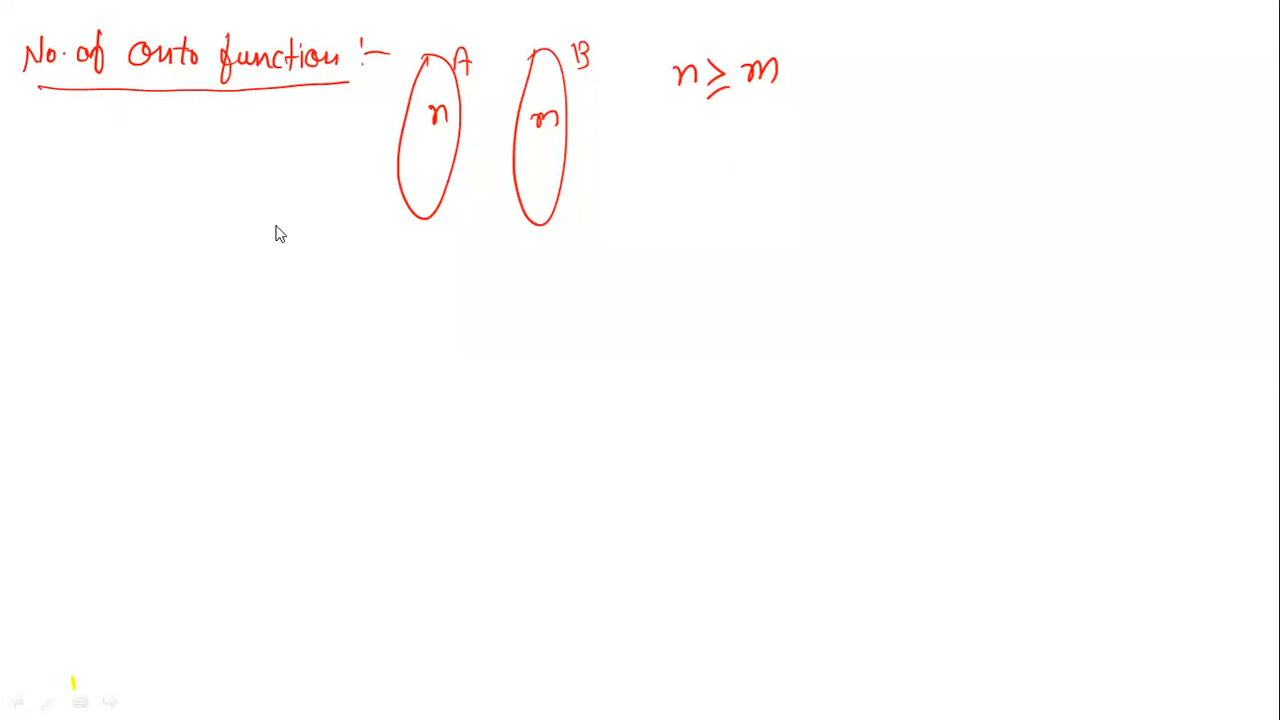 No. of Onto function :-
A
B
n
m
n ≥ m